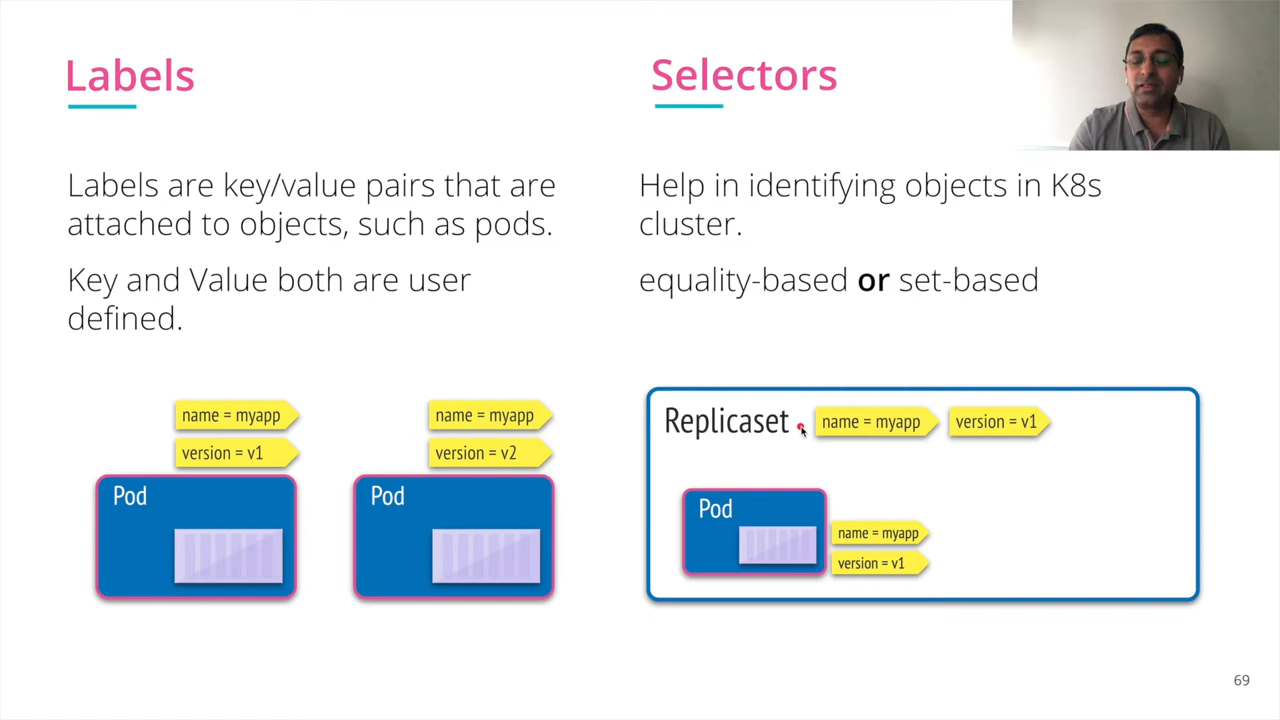 Labels
Labels are key/value pairs that are
attached to objects, such as pods.
Key and Value both are user
defined.
name = myapp
version = v1
Pod
name = myapp
version = v2
Pod
Selectors
Help in identifying objects in K8s
cluster.
equality-based or set-based
Replicaset
name = myapp
version = v1
Pod
name = myapp
version = v1
69